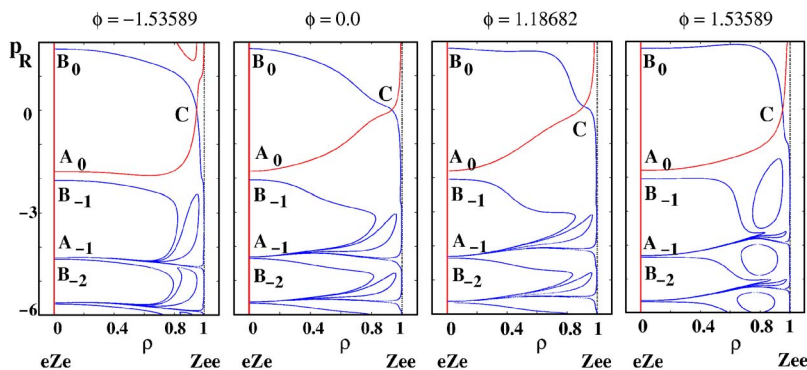 ϕ = −1.53589 ϕ = 0.0 ϕ = 1.18682 ϕ = 1.53589
p_R
0
−3
−6
B_0 B_0 B_0 B_0
C C C C
A_0 A_0 A_0 A_0
B_−1 B_−1 B_−1 B_−1
A_−1 A_−1 A_−1 A_−1
B_−2 B_−2 B_−2 B_−2
0 0.4 0.8 1 0 0.4 0.8 1 0 0.4 0.8 1 0 0.4 0.8 1
ρ ρ ρ ρ
eZe Zee eZe Zee eZe Zee eZe Zee